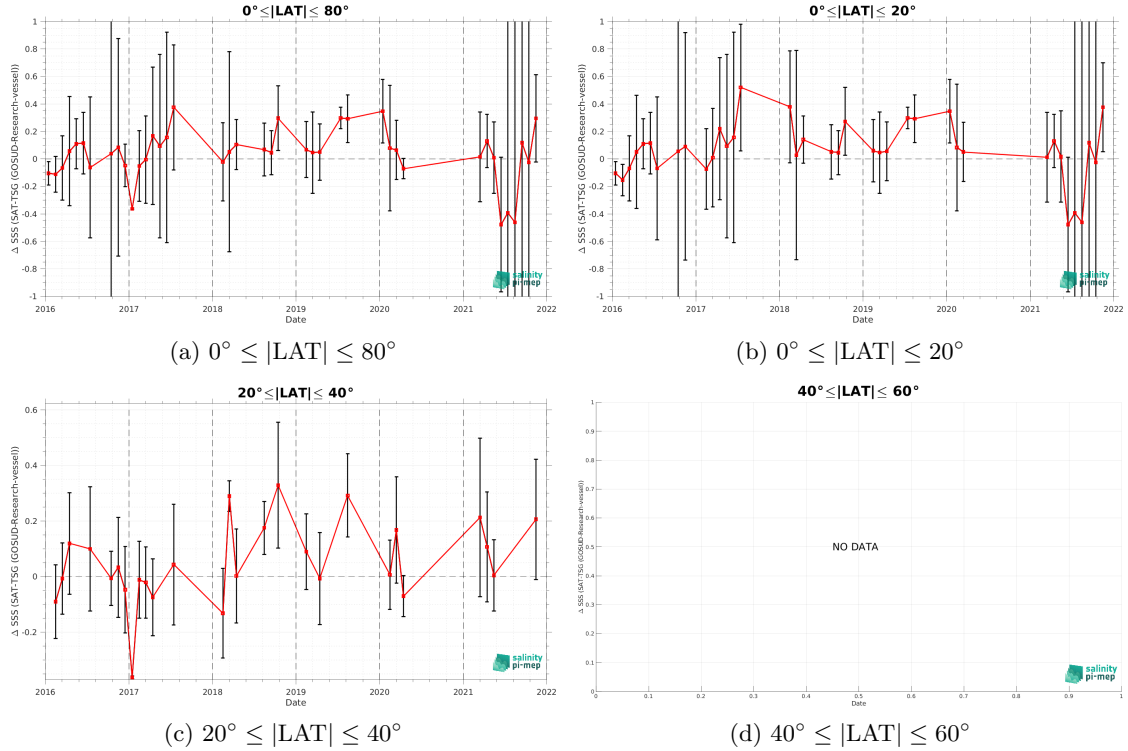 0°≤|LAT|≤ 80°
1
0.8
0.6
0.4
0.2
0
-0.2
-0.4
-0.6
-0.8
-1
Δ SSS (SAT-TSG (GOSUD-Research-vessel))
2016 2017 2018 2019 2020 2021 2022
Date
salinity
pi-mep
(a) 0° ≤ |LAT| ≤ 80°
0°≤|LAT|≤ 20°
1
0.8
0.6
0.4
0.2
0
-0.2
-0.4
-0.6
-0.8
-1
Δ SSS (SAT-TSG (GOSUD-Research-vessel))
2016 2017 2018 2019 2020 2021 2022
Date
salinity
pi-mep
(b) 0° ≤ |LAT| ≤ 20°
20°≤|LAT|≤ 40°
0.6
0.4
0.2
0
-0.2
Δ SSS (SAT-TSG (GOSUD-Research-vessel))
2016 2017 2018 2019 2020 2021 2022
Date
salinity
pi-mep
(c) 20° ≤ |LAT| ≤ 40°
40°≤|LAT|≤ 60°
1
0.9
0.8
0.7
0.6
0.5
0.4
0.3
0.2
0.1
0
Δ SSS (SAT-TSG (GOSUD-Research-vessel))
NO DATA
0 0.1 0.2 0.3 0.4 0.5 0.6 0.7 0.8 0.9 1
Date
salinity
pi-mep
(d) 40° ≤ |LAT| ≤ 60°